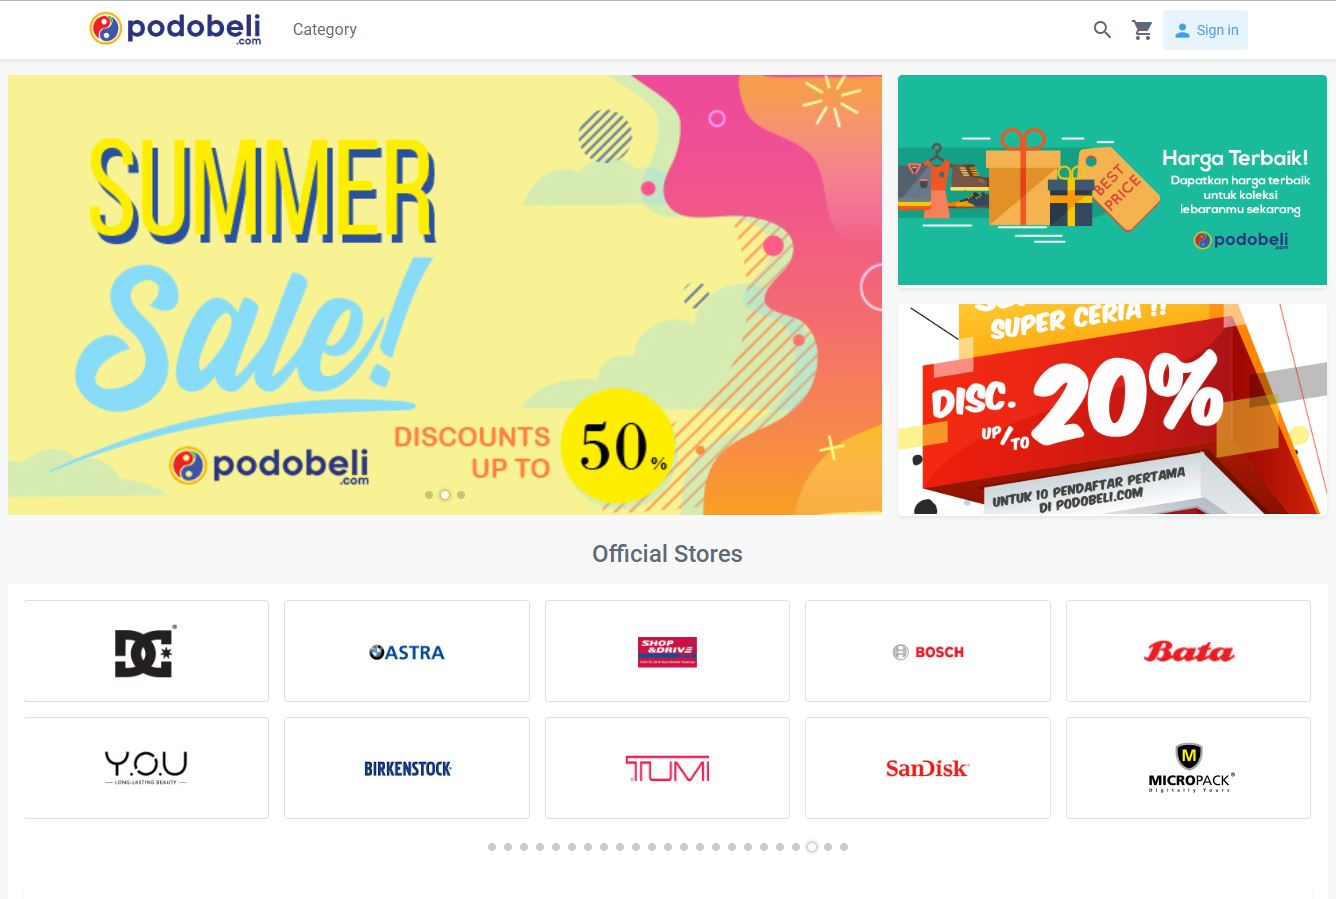 podobeli
.com
Category
Sign in
SUMMER
Sale!
DISCOUNTS
UP TO
50%
podobeli
.com
BEST
PRICE
Harga Terbaik!
Dapatkan harga terbaik
untuk koleksi
lebaranmu sekarang
podobeli
.com
SUPER CERIA !!
DISC.
UP/TO
20%
UNTUK 10 PENDAFTAR PERTAMA
DI PODOBELI.COM
Official Stores
DC
ASTRA
SHOP
&DRIVE
BOSCH
Bata
Y.O.U
LONG-LASTING BEAUTY
BIRKENSTOCK
TUMI
SanDisk
M
MICROPACK
Digitally Yours